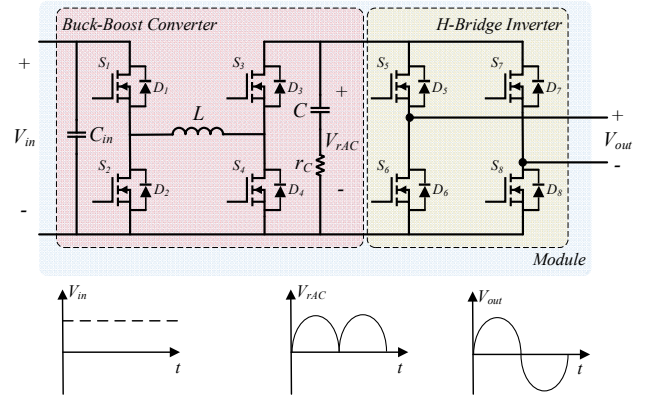 Buck-Boost Converter
H-Bridge Inverter
+
Vin
-
Cin
S1
D1
S2
D2
L
S3
D3
S4
D4
C
rC
+
VrAC
-
S5
D5
S6
D6
S7
D7
S8
D8
+
Vout
-
Module
Vin
t
VrAC
t
Vout
t